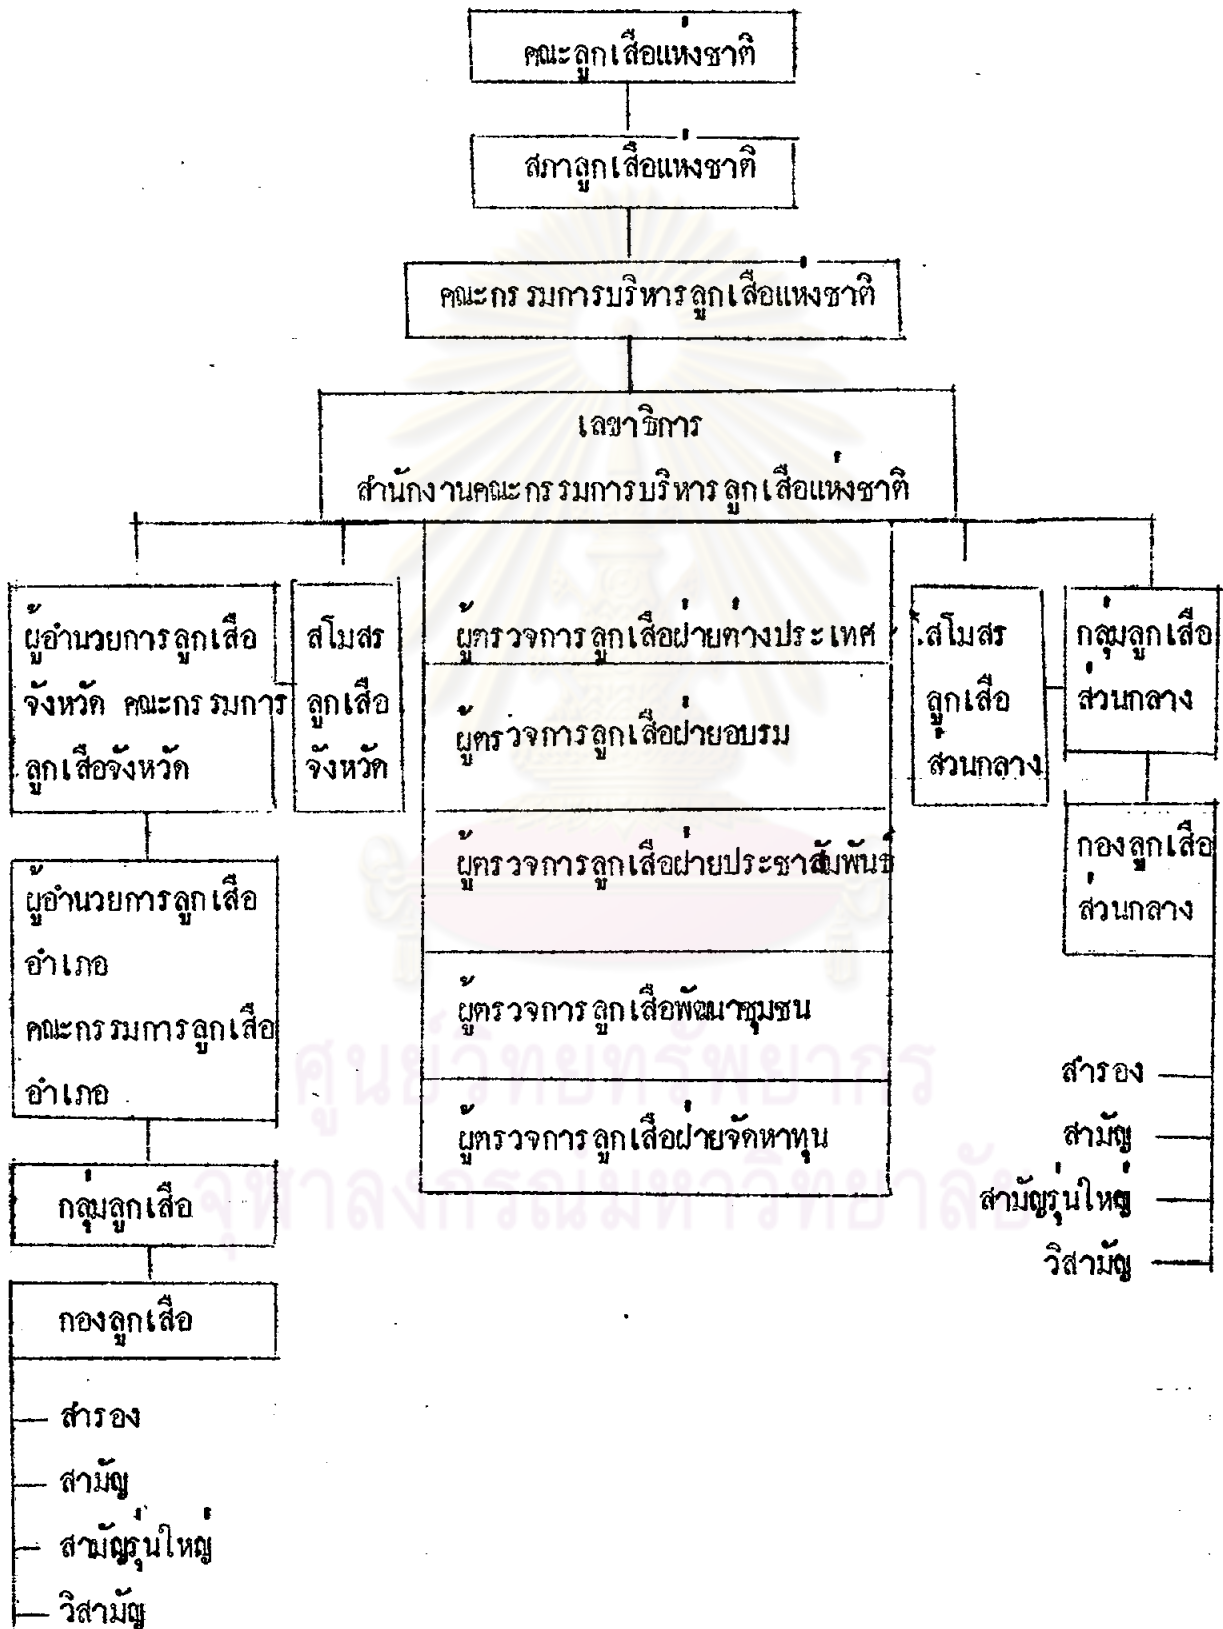 คณะลูกเสือแห่งชาติ
สภาลูกเสือแห่งชาติ
คณะกรรมการบริหารลูกเสือแห่งชาติ
เลขาธิการ
สำนักงานคณะกรรมการบริหารลูกเสือแห่งชาติ
ผู้อำนวยการลูกเสือ
จังหวัด คณะกรรมการ
ลูกเสือจังหวัด
สโมสร
ลูกเสือ
จังหวัด
ผู้ตรวจการลูกเสือฝ่ายต่างประเทศ
ผู้ตรวจการลูกเสือฝ่ายอบรม
ผู้ตรวจการลูกเสือฝ่ายประชาสัมพันธ์
ผู้ตรวจการลูกเสือพัฒนาชุมชน
ผู้ตรวจการลูกเสือฝ่ายจัดหาทุน
สโมสร
ลูกเสือ
ส่วนกลาง
กลุ่มลูกเสือ
ส่วนกลาง
กองลูกเสือ
ส่วนกลาง
สำรอง
สามัญ
สามัญรุ่นใหญ่
วิสามัญ
ผู้อำนวยการลูกเสือ
อำเภอ
คณะกรรมการลูกเสือ
อำเภอ
กลุ่มลูกเสือ
กองลูกเสือ
สำรอง
สามัญ
สามัญรุ่นใหญ่
วิสามัญ
ศูนย์วิทยทรัพยากร
จุฬาลงกรณ์มหาวิทยาลัย